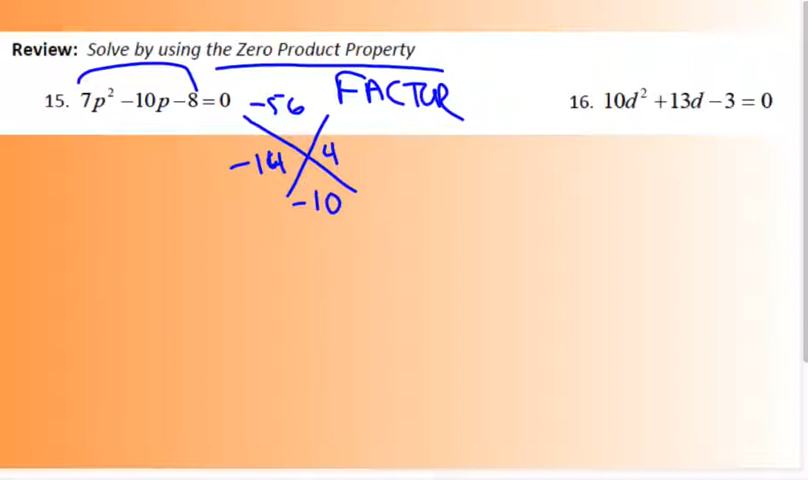 Review: Solve by using the Zero Product Property
15. 7p² −10p−8=0
−56
FACTOR
16. 10d² +13d −3 = 0
−14 4
−10